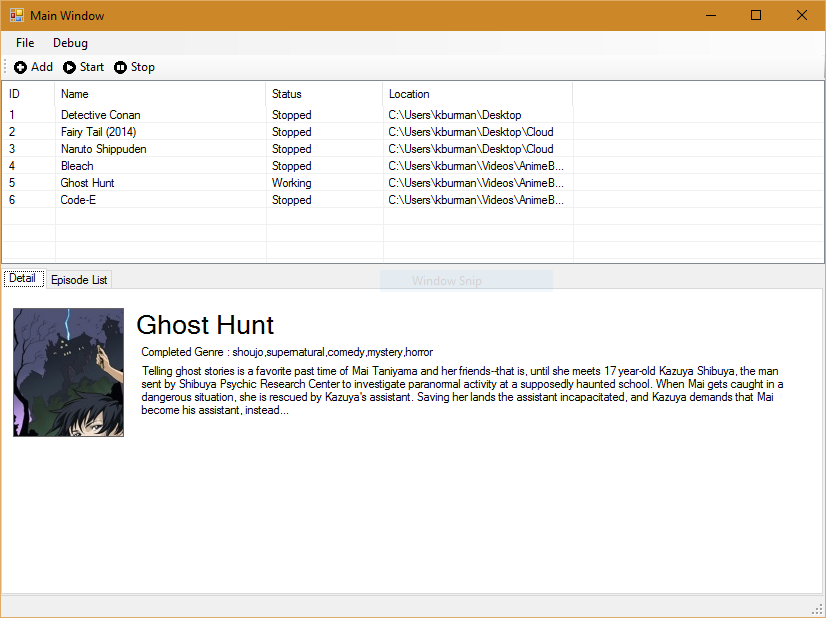 Main Window
File Debug
Add Start Stop
ID Name Status Location
1 Detective Conan Stopped C:\Users\kburman\Desktop
2 Fairy Tail (2014) Stopped C:\Users\kburman\Desktop\Cloud
3 Naruto Shippuden Stopped C:\Users\kburman\Desktop\Cloud
4 Bleach Stopped C:\Users\kburman\Videos\AnimeB...
5 Ghost Hunt Working C:\Users\kburman\Videos\AnimeB...
6 Code-E Stopped C:\Users\kburman\Videos\AnimeB...
Detail Episode List
Window Snip
Ghost Hunt
Completed Genre : shoujo,supernatural,comedy,mystery,horror
Telling ghost stories is a favorite past time of Mai Taniyama and her friends-that is, until she meets 17 year-old Kazuya Shibuya, the man
sent by Shibuya Psychic Research Center to investigate paranormal activity at a supposedly haunted school. When Mai gets caught in a
dangerous situation, she is rescued by Kazuya's assistant. Saving her lands the assistant incapacitated, and Kazuya demands that Mai
become his assistant, instead...